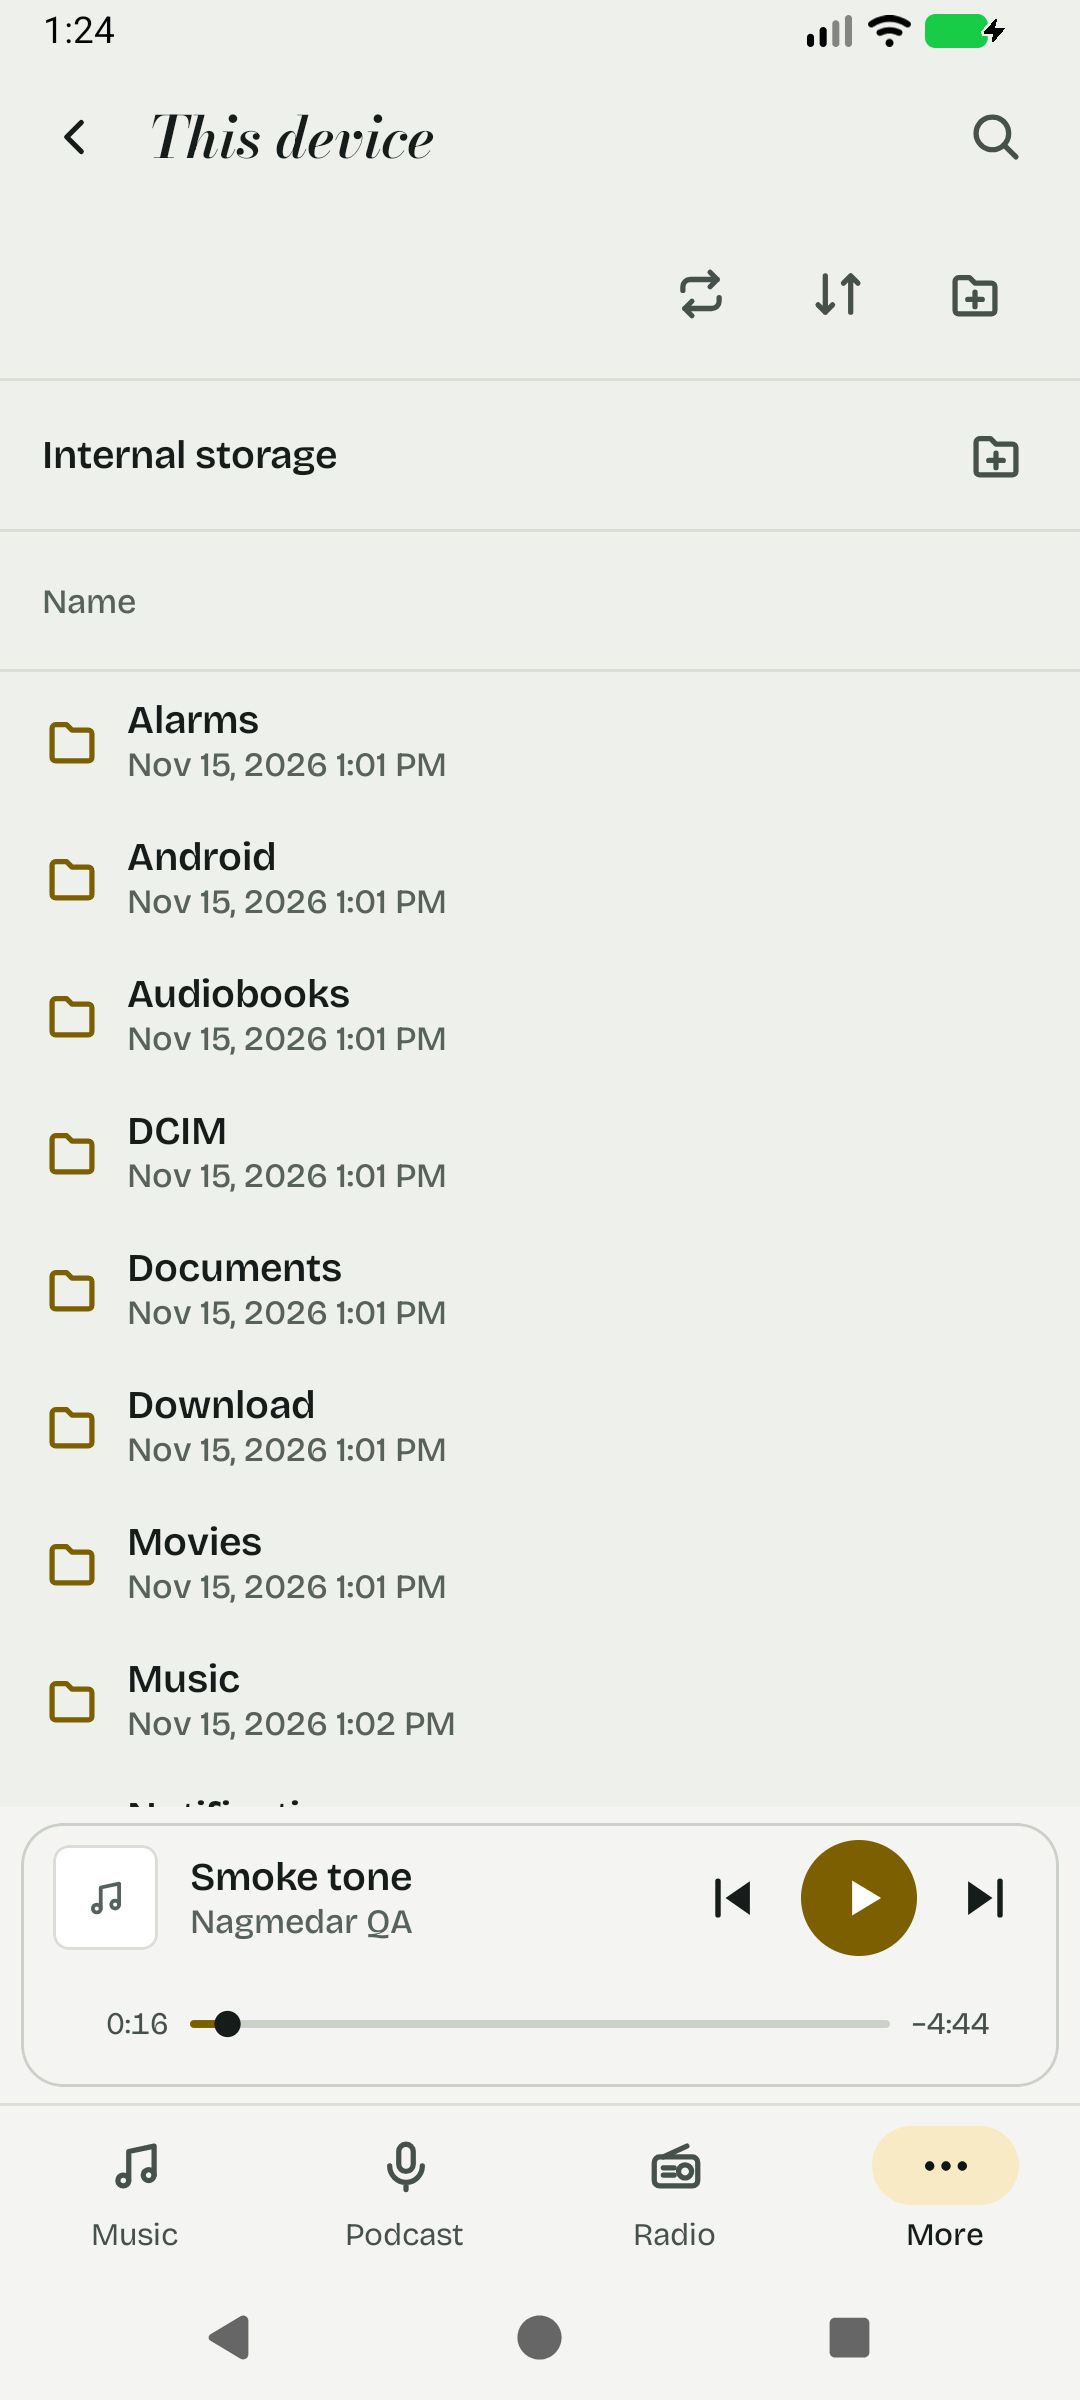 1:24
This device
Internal storage
Name
Alarms
Nov 15, 2026 1:01 PM
Android
Nov 15, 2026 1:01 PM
Audiobooks
Nov 15, 2026 1:01 PM
DCIM
Nov 15, 2026 1:01 PM
Documents
Nov 15, 2026 1:01 PM
Download
Nov 15, 2026 1:01 PM
Movies
Nov 15, 2026 1:01 PM
Music
Nov 15, 2026 1:02 PM
Smoke tone
Nagmedar QA
0:16
-4:44
Music
Podcast
Radio
More